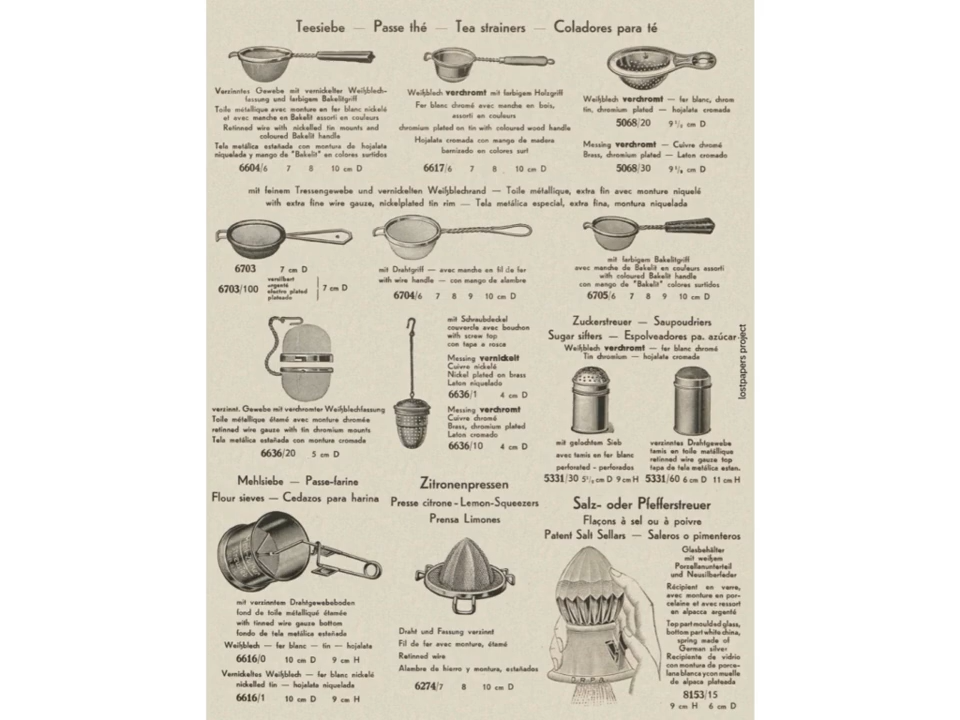 Teesiebe — Passe thé — Tea strainers — Coladores para té
Verzinntes Gewebe mit vernickelter Weißblech-
fassung und farbigem Bakelitgriff
Toile métallique avec monture en fer blanc nickelé
et avec manche en Bakelit assorti en couleurs
Retinned wire with nickelled tin mounts and
coloured Bakelit handle
Tela metálica estañada con montura de hojalata
niquelada y mango de "Bakelit" en colores surtidos
6604/6 7 8 10 cm D
Weißblech verchromt mit farbigem Holzgriff
Fer blanc chromé avec manche en bois,
assorti en couleurs
chromium plated on tin with coloured wood handle
Hojalata cromada con mango de madera
barnizado en colores surt
6617/6 7 8 10 cm D
Weißblech verchromt — fer blanc, chrom
tin, chromium plated — hojalata cromada
5068/20 9½ cm D
Messing verchromt — Cuivre chromé
Brass, chromium plated — Laton cromado
5068/30 9½ cm D
mit feinem Tressengewebe und vernickelten Weißblechrand — Toile métallique, extra fin avec monture niquelé
with extra fine wire gauze, nickelplated tin rim — Tela metálica especial, extra fina, montura niquelada
6703 7 cm D
6703/100
versilbert
argenté
electro plated
plateado
7 cm D
mit Drahtgriff — avec manche en fil de fer
with wire handle — con mango de alambre
6704/6 7 8 9 10 cm D
mit farbigem Bakelitgriff
avec manche de Bakelit en couleurs assorti
with coloured Bakelit handle
con mango de "Bakelit" colores surtidos
6705/6 7 8 9 10 cm D
verzinnt. Gewebe mit verchromter Weißblechfassung
Toile métallique étamé avec monture chromée
retinned wire gauze with tin chromium mounts
Tela metálica estañada con montura cromada
6636/20 5 cm D
mit Schraubdeckel
couvercle avec bouchon
with screw top
con tapa a rosca
Messing vernickelt
Cuivre nickelé
Nickel plated on brass
Laton niquelado
6636/1 4 cm D
Messing verchromt
Cuivre chromé
Brass, chromium plated
Laton cromado
6636/10 4 cm D
Zuckerstreuer — Saupoudriers
Sugar sifters — Espolveadores pa. azúcar
Weißblech verchromt — fer blanc chromé
Tin chromium — hojalata cromada
mit gelochtem Sieb
avec tamis en fer blanc
perforated - perforados
5331/30 5½ cm D 9 cm H
verzinntes Drahtgewebe
tamis en toile métállique
retinned wire gauze top
tapa de tela metálica estan.
5331/60 6 cm D 11 cm H
lostpapers project
Mehlsiebe — Passe-farine
Flour sieves — Cedazos para harina
mit verzinntem Drahtgewebeboden
fond de toile métalliqué étamée
with tinned wire gauze bottom
fondo de tela metálica estañada
Weißblech — fer blanc — tin — hojalate
6616/0 10 cm D 9 cm H
Vernickeltes Weißblech — fer blanc nickelé
nickelled tin — hojalata niquelada
6616/1 10 cm D 9 cm H
Zitronenpressen
Presse citrone - Lemon-Squeezers
Prensa Limones
Draht und Fassung verzinnt
Fil de fer avec monture, étamé
Retinned wire
Alambre de hierro y montura, estañados
6274/7 8 10 cm D
Salz- oder Pfefferstreuer
Flaçons à sel ou à poivre
Patent Salt Sellars — Saleros o pimenteros
Glasbehälter
mit weißem
Porzellanunterteil
und Neusilberfeder
Récipient en verre,
avec monture en por-
celeine et avec ressort
en alpacca argenté
Top part moulded glass,
bottom part white china,
spring made of
German silver
Recipiente de vidrio
con montura de porce-
lana blanca y con muelle
de alpaca plateada
8153/15
9 cm H 6 cm D
D.R.P.A.